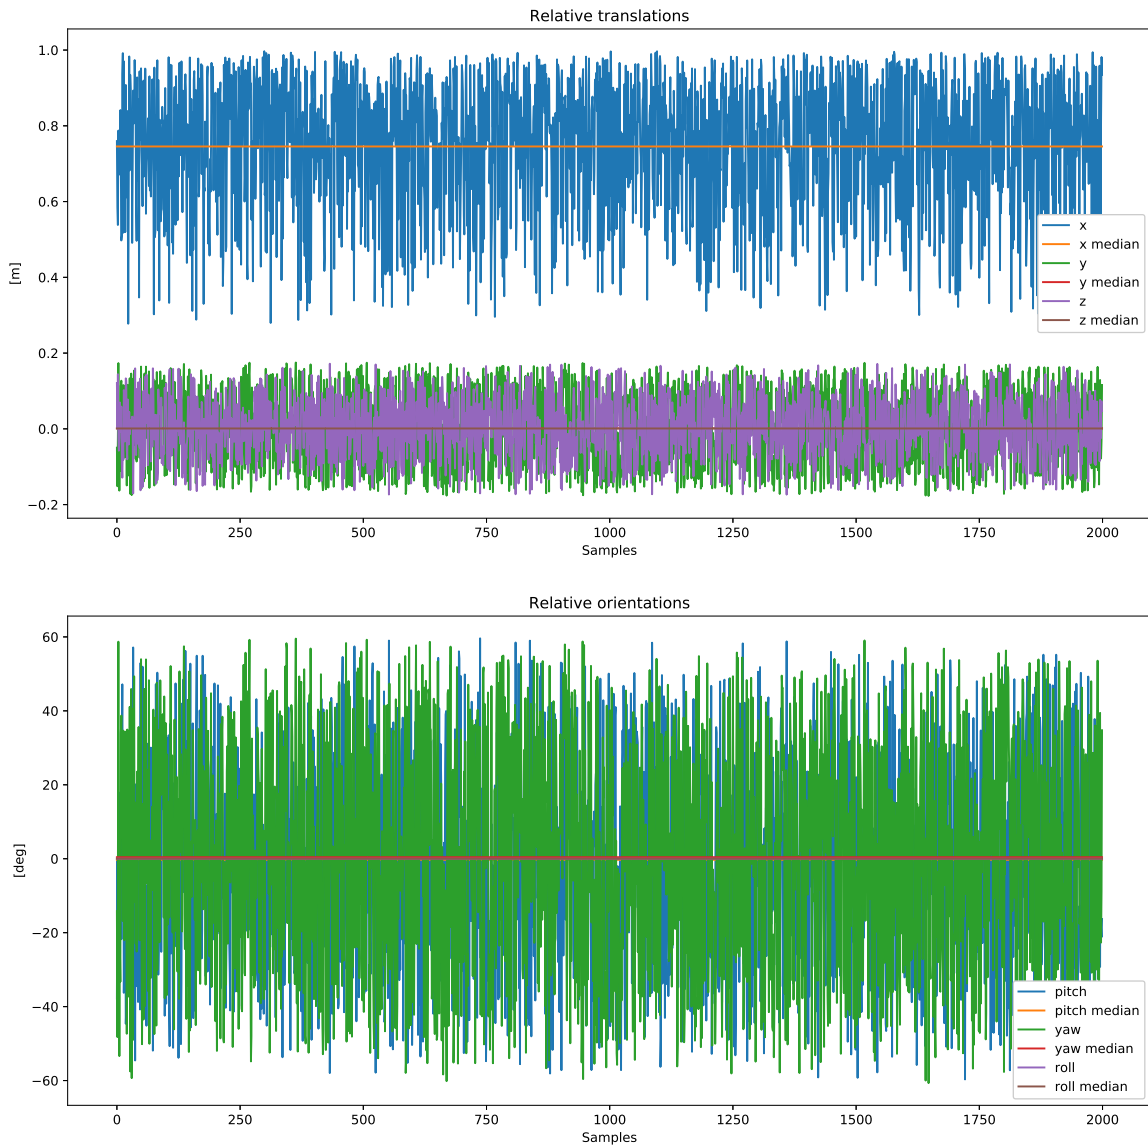 Relative translations
1.0
0.8
0.6
0.4
0.2
0.0
−0.2
[m]
x
x median
y
y median
z
z median
0 250 500 750 1000 1250 1500 1750 2000
Samples
Relative orientations
60
40
20
0
−20
−40
−60
[deg]
pitch
pitch median
yaw
yaw median
roll
roll median
0 250 500 750 1000 1250 1500 1750 2000
Samples